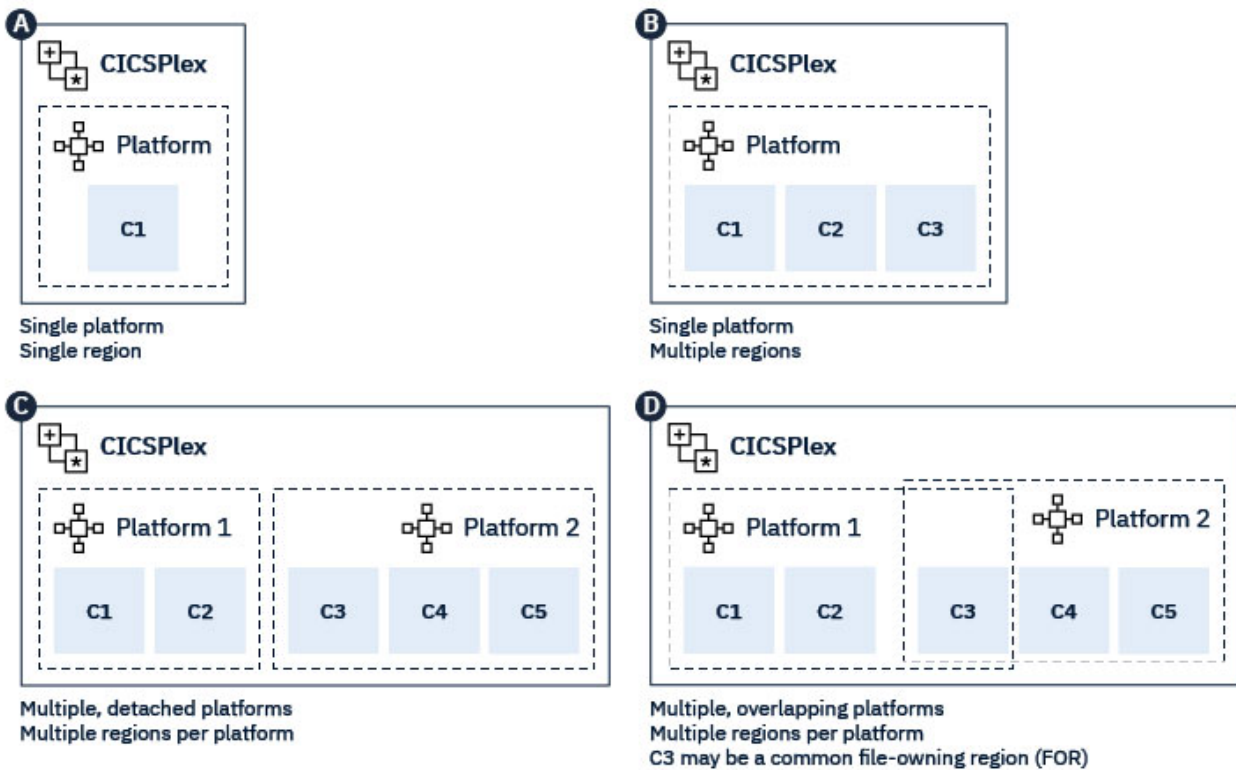 A
CICSPlex
Platform
C1
Single platform
Single region
B
CICSPlex
Platform
C1 C2 C3
Single platform
Multiple regions
C
CICSPlex
Platform 1 Platform 2
C1 C2 C3 C4 C5
Multiple, detached platforms
Multiple regions per platform
D
CICSPlex
Platform 1 Platform 2
C1 C2 C3 C4 C5
Multiple, overlapping platforms
Multiple regions per platform
C3 may be a common file-owning region (FOR)